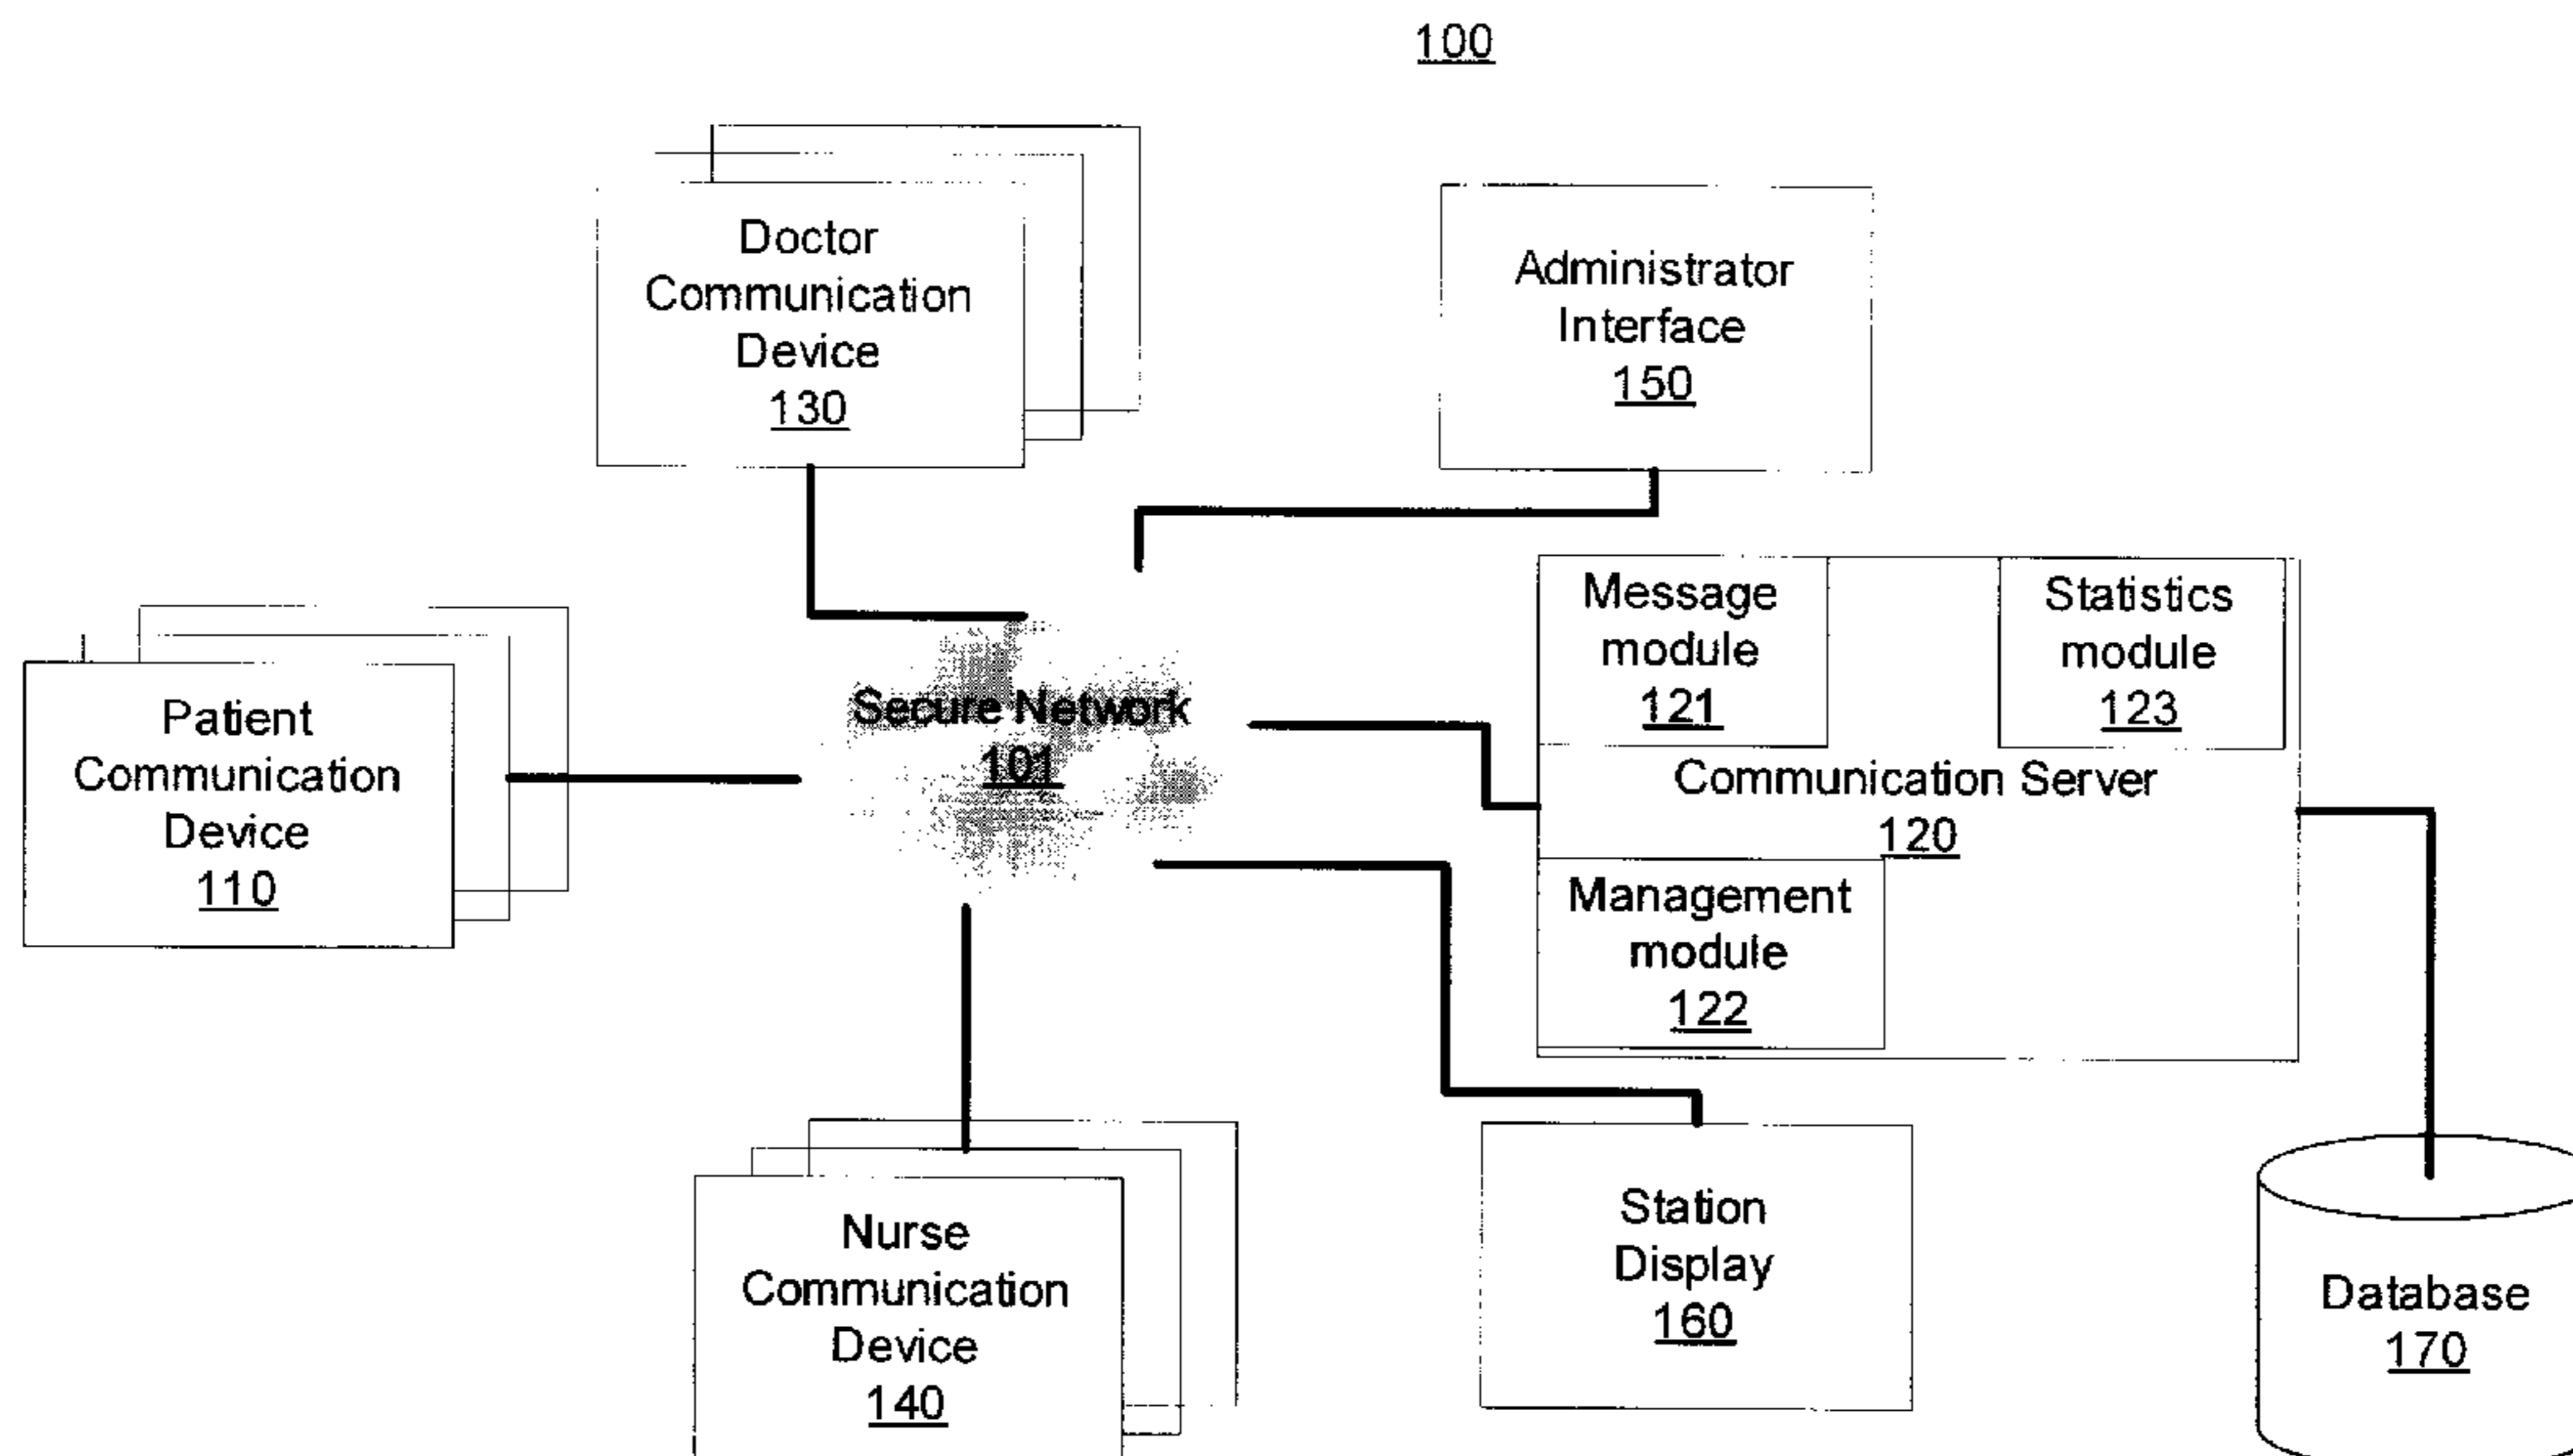 100
Doctor
Communication
Device
130
Administrator
Interface
150
Message
module
121
Statistics
module
123
Patient
Communication
Device
110
Secure Network
101
Communication Server
120
Management
module
122
Nurse
Communication
Device
140
Station
Display
160
Database
170